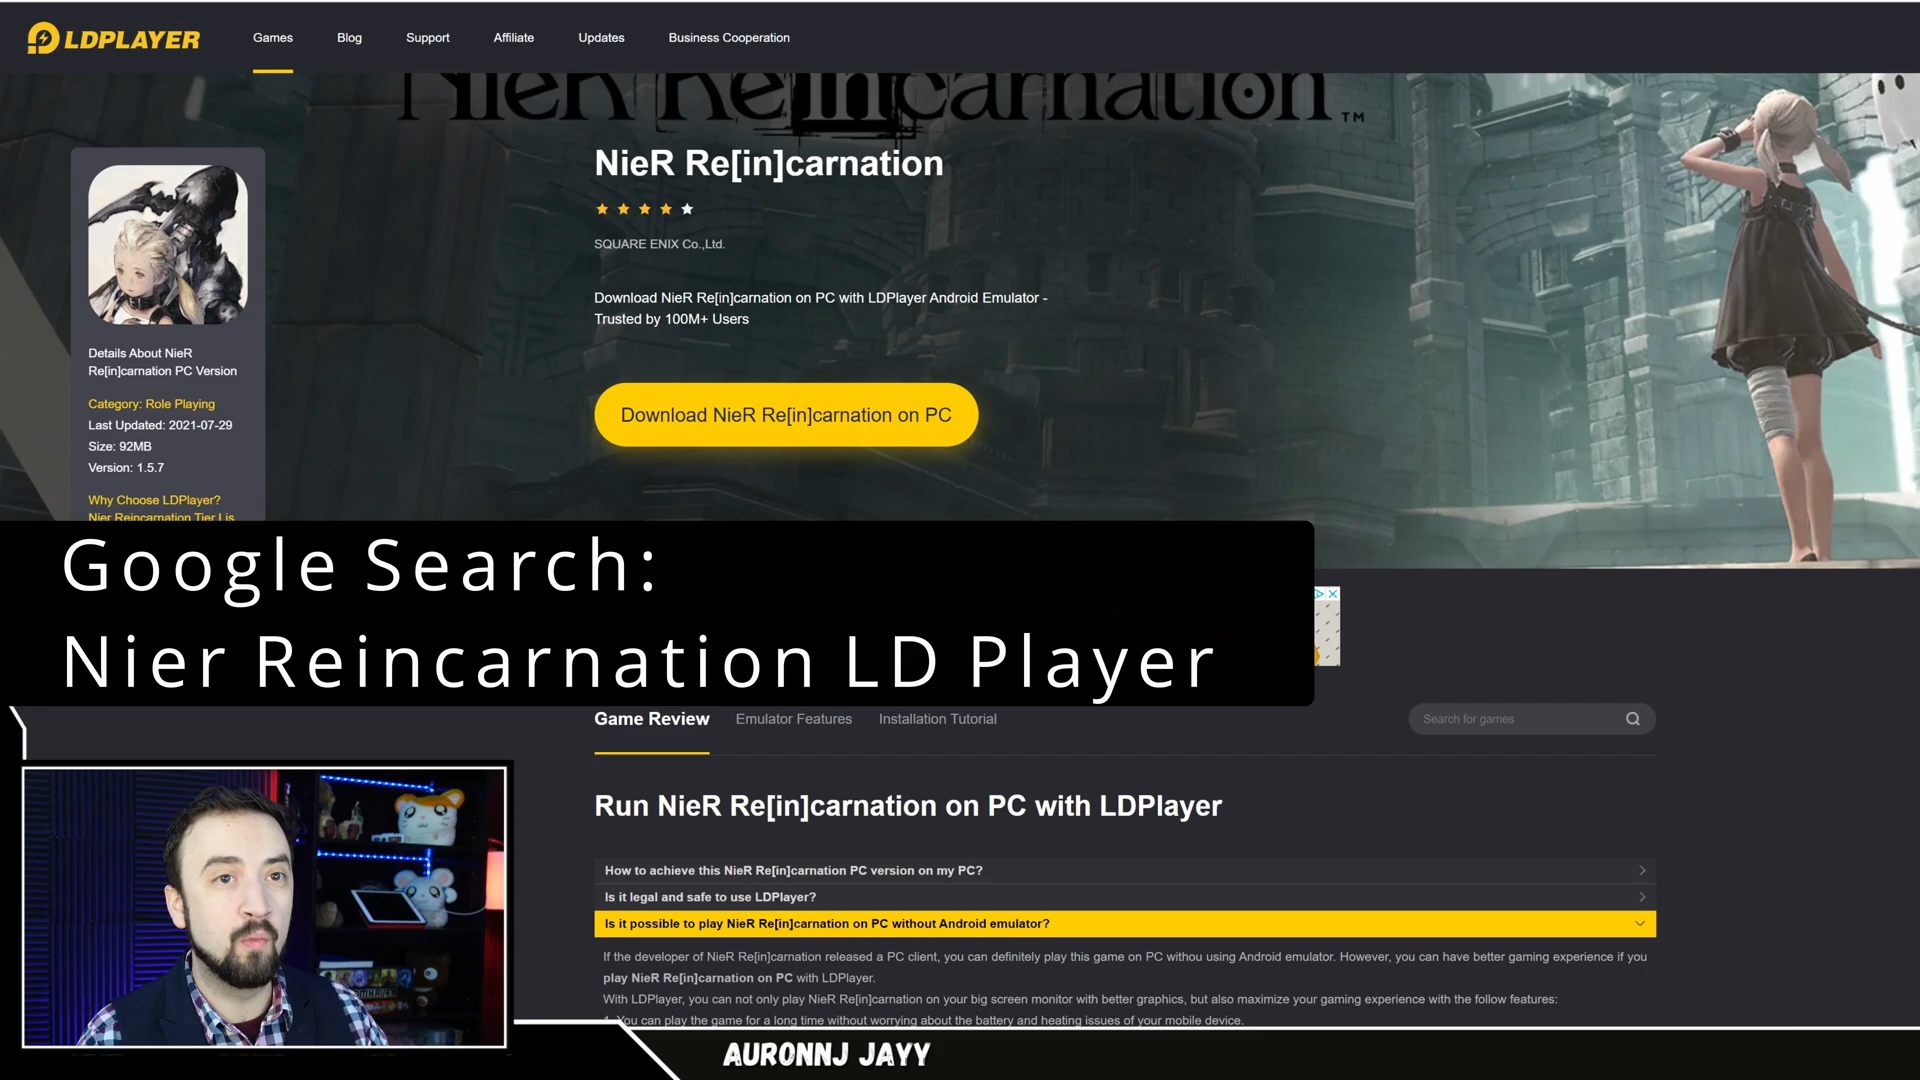 LDPLAYER
Games
Blog
Support
Affiliate
Updates
Business Cooperation
NieR Re[in]carnation™
NieR Re[in]carnation
SQUARE ENIX Co.,Ltd.
Download NieR Re[in]carnation on PC with LDPlayer Android Emulator -
Trusted by 100M+ Users
Download NieR Re[in]carnation on PC
Details About NieR
Re[in]carnation PC Version
Category: Role Playing
Last Updated: 2021-07-29
Size: 92MB
Version: 1.5.7
Why Choose LDPlayer?
Nier Reincarnation Tier Lis
Google Search:
Nier Reincarnation LD Player
Game Review
Emulator Features
Installation Tutorial
Search for games
Run NieR Re[in]carnation on PC with LDPlayer
How to achieve this NieR Re[in]carnation PC version on my PC?
Is it legal and safe to use LDPlayer?
Is it possible to play NieR Re[in]carnation on PC without Android emulator?
If the developer of NieR Re[in]carnation released a PC client, you can definitely play this game on PC withou using Android emulator. However, you can have better gaming experience if you
play NieR Re[in]carnation on PC with LDPlayer.
With LDPlayer, you can not only play NieR Re[in]carnation on your big screen monitor with better graphics, but also maximize your gaming experience with the follow features:
1. You can play the game for a long time without worrying about the battery and heating issues of your mobile device.
AURONNJ JAYY